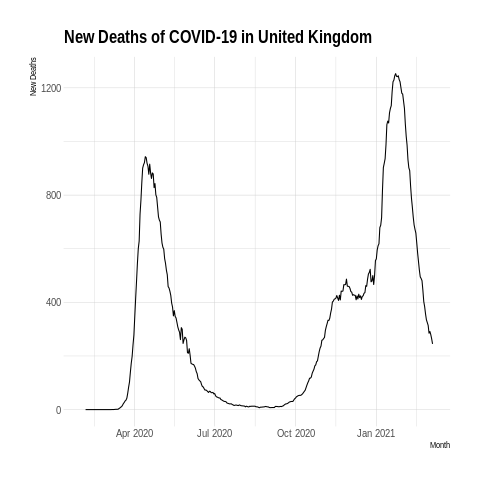 New Deaths of COVID-19 in United Kingdom
New Deaths
1200
800
400
0
Apr 2020 Jul 2020 Oct 2020 Jan 2021
Month